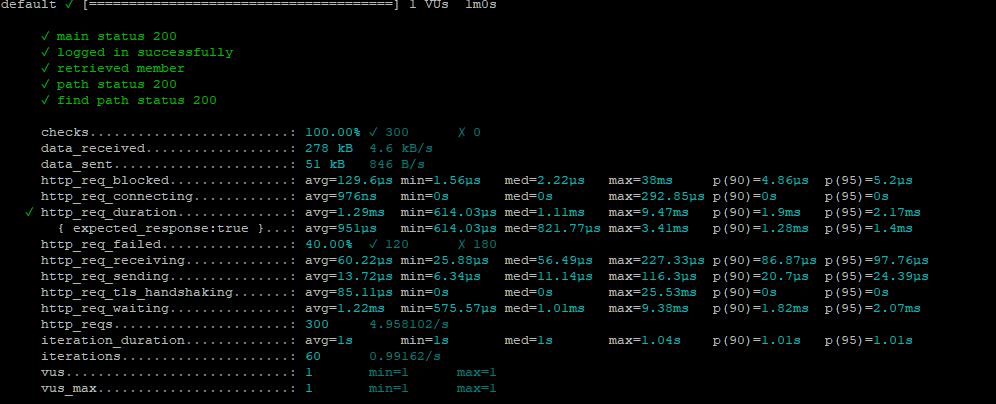 default ✓ [======================================] 1 VUs  1m0s
✓ main status 200
✓ logged in successfully
✓ retrieved member
✓ path status 200
✓ find path status 200
checks.........................: 100.00% ✓ 300      ✗ 0
data_received..................: 278 kB  4.6 kB/s
data_sent......................: 51 kB   846 B/s
http_req_blocked...............: avg=129.6µs min=1.56µs   med=2.22µs   max=38ms     p(90)=4.86µs  p(95)=5.2µs
http_req_connecting............: avg=976ns   min=0s       med=0s       max=292.85µs p(90)=0s      p(95)=0s
✓ http_req_duration..............: avg=1.29ms  min=614.03µs med=1.11ms   max=9.47ms   p(90)=1.9ms   p(95)=2.17ms
{ expected_response:true }...: avg=951µs   min=614.03µs med=821.77µs max=3.41ms   p(90)=1.28ms  p(95)=1.4ms
http_req_failed................: 40.00%  ✓ 120      ✗ 180
http_req_receiving.............: avg=60.22µs min=25.88µs  med=56.49µs  max=227.33µs p(90)=86.87µs p(95)=97.76µs
http_req_sending...............: avg=13.72µs min=6.34µs   med=11.14µs  max=116.3µs  p(90)=20.7µs  p(95)=24.39µs
http_req_tls_handshaking.......: avg=85.11µs min=0s       med=0s       max=25.53ms  p(90)=0s      p(95)=0s
http_req_waiting...............: avg=1.22ms  min=575.57µs med=1.01ms   max=9.38ms   p(90)=1.82ms  p(95)=2.07ms
http_reqs......................: 300     4.958102/s
iteration_duration.............: avg=1s      min=1s       med=1s       max=1.04s    p(90)=1.01s   p(95)=1.01s
iterations.....................: 60      0.99162/s
vus............................: 1       min=1      max=1
vus_max........................: 1       min=1      max=1